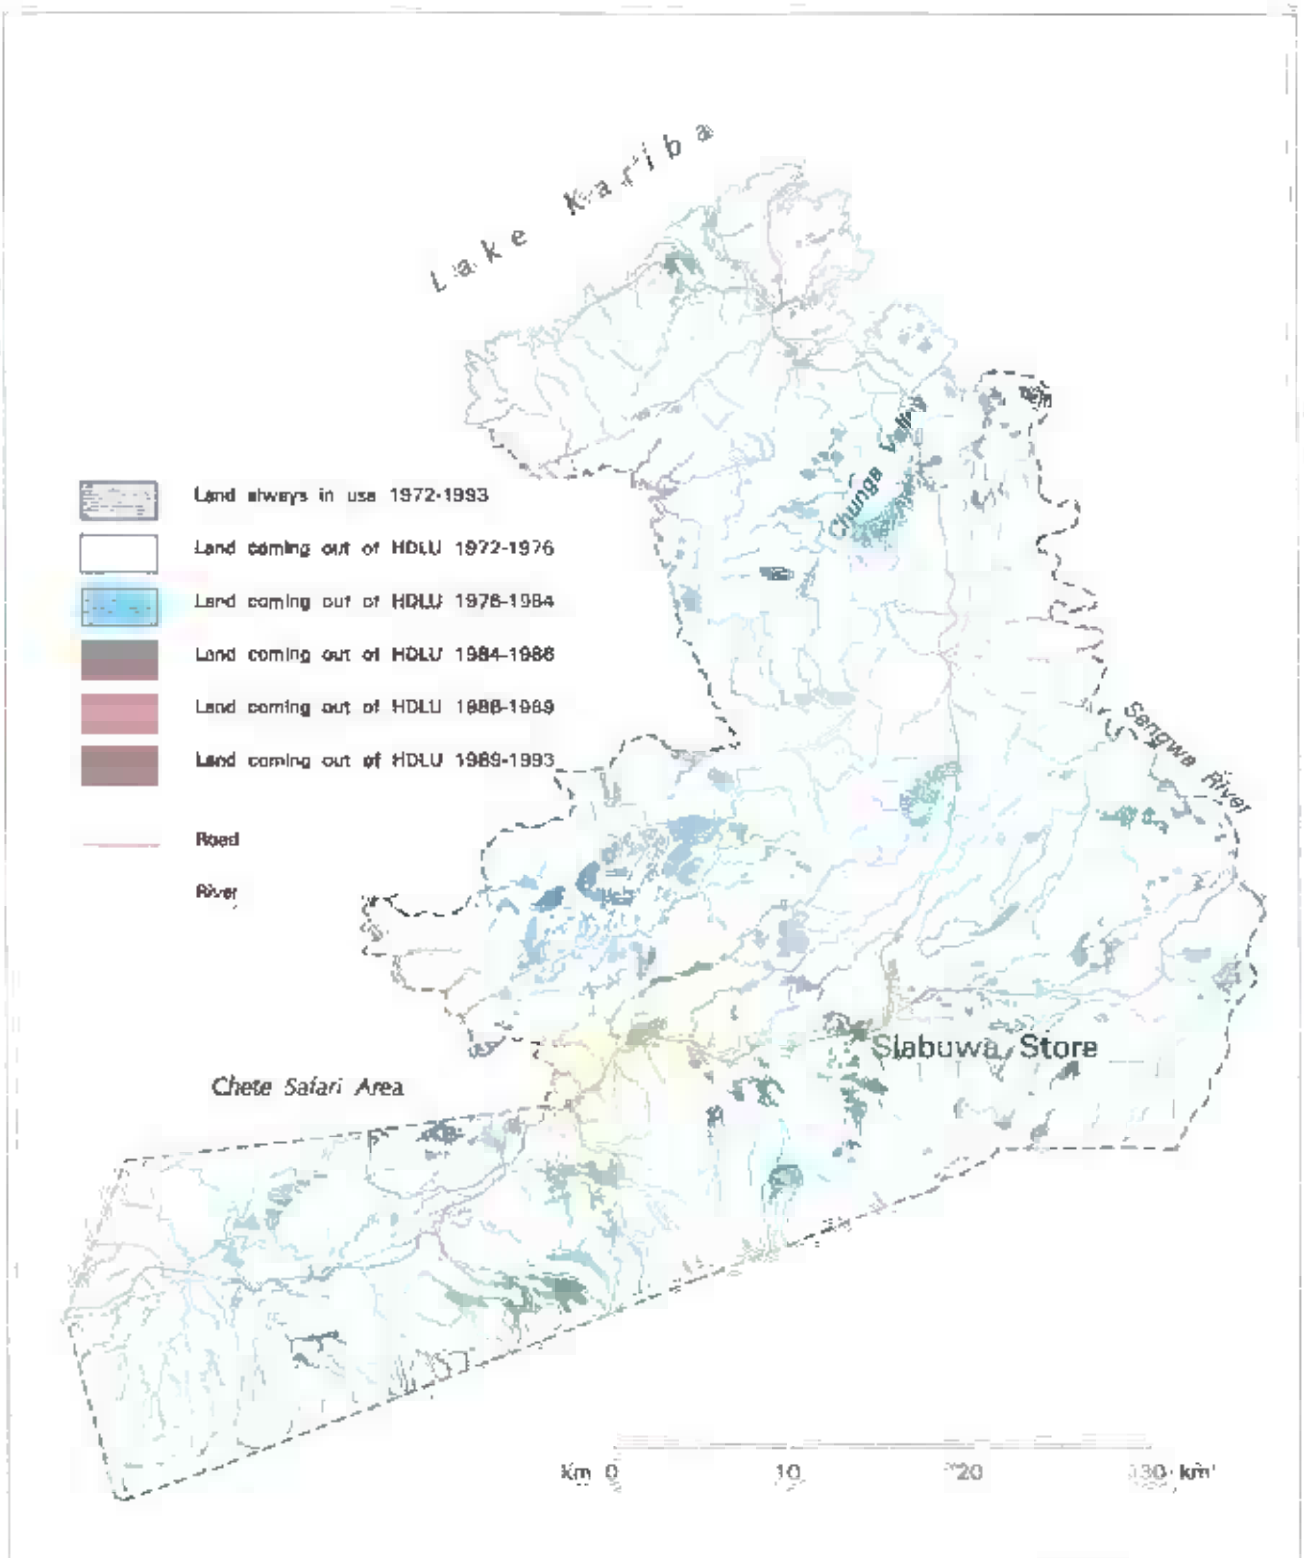 Lake Kariba
Chunga
Land always in use 1972-1993
Land coming out of HDLU 1972-1976
Land coming out of HDLU 1976-1984
Land coming out of HDLU 1984-1986
Land coming out of HDLU 1986-1989
Land coming out of HDLU 1989-1993
Sengwa River
Road
River
Siabuwa Store
Chete Safari Area
Km 0 10 20 30 km